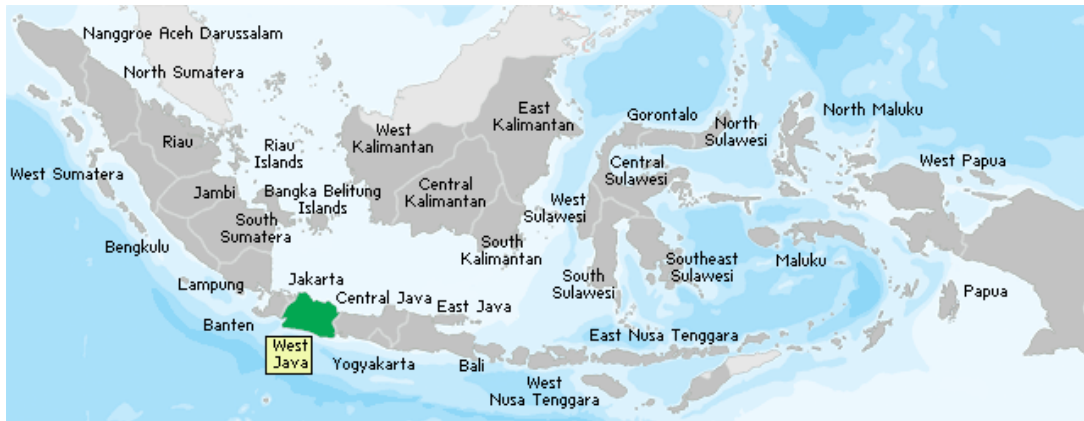 Nanggroe Aceh Darussalam
North Sumatera
Riau
Riau
Islands
West Sumatera
Jambi
Bangka Belitung
Islands
South
Sumatera
Bengkulu
Lampung
Jakarta
Banten
West
Java
Central Java
East Java
Yogyakarta
Bali
West
Nusa Tenggara
East Nusa Tenggara
West
Kalimantan
East
Kalimantan
Central
Kalimantan
South
Kalimantan
Gorontalo
North
Sulawesi
Central
Sulawesi
West
Sulawesi
South
Sulawesi
Southeast
Sulawesi
North Maluku
Maluku
West Papua
Papua